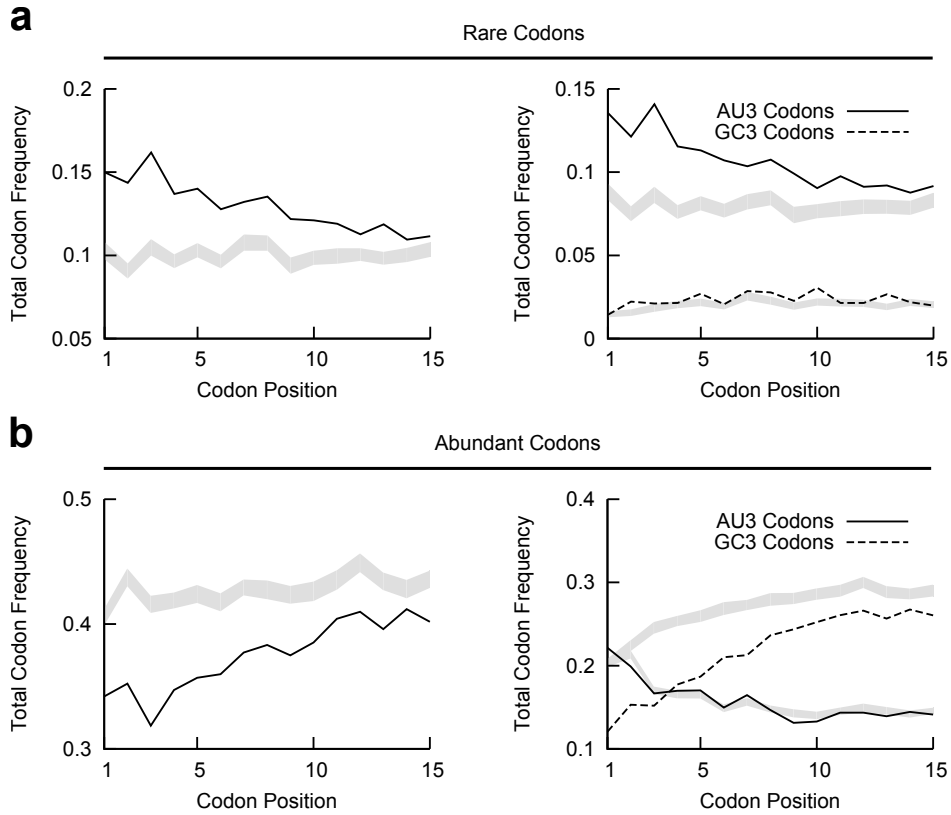 a
Rare Codons
Total Codon Frequency
0.2
0.15
0.1
0.05
1
5
10
15
Codon Position
Total Codon Frequency
0.15
0.1
0.05
0
AU3 Codons
GC3 Codons
1
5
10
15
Codon Position
b
Abundant Codons
Total Codon Frequency
0.5
0.4
0.3
1
5
10
15
Codon Position
Total Codon Frequency
0.4
0.3
0.2
0.1
AU3 Codons
GC3 Codons
1
5
10
15
Codon Position